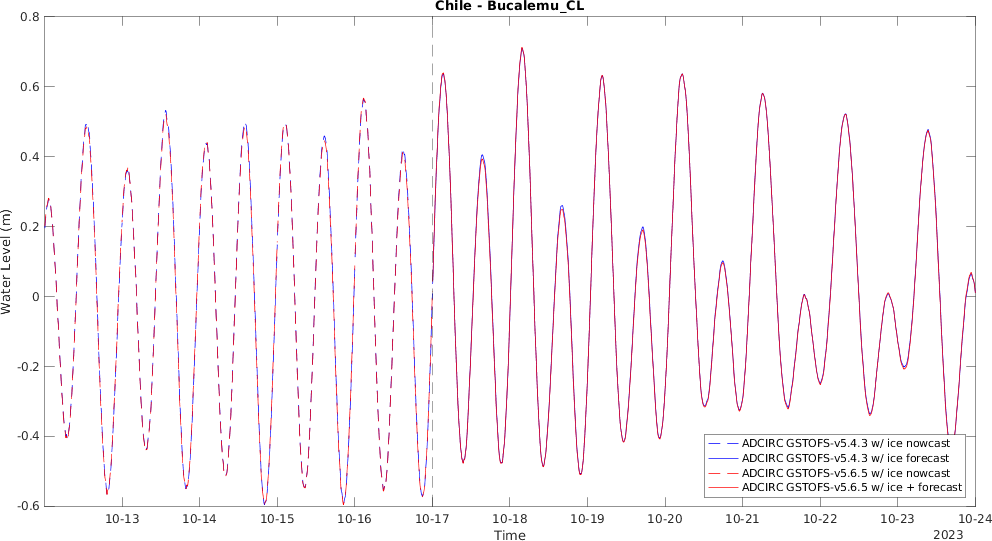 Chile - Bucalemu_CL
0.8
0.6
0.4
0.2
0
-0.2
-0.4
-0.6
Water Level (m)
ADCIRC GSTOFS-v5.4.3 w/ ice nowcast
ADCIRC GSTOFS-v5.4.3 w/ ice forecast
ADCIRC GSTOFS-v5.6.5 w/ ice nowcast
ADCIRC GSTOFS-v5.6.5 w/ ice + forecast
10-13 10-14 10-15 10-16 10-17 10-18 10-19 10-20 10-21 10-22 10-23 10-24
Time
2023